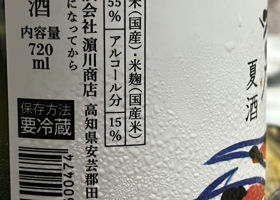 夏酒
米(国産)・米麹(国産米)
55% アルコール分 15%
会社 濵川商店 高知県安芸郡田
になってから
酒
内容量
720
ml
保存方法
要冷蔵